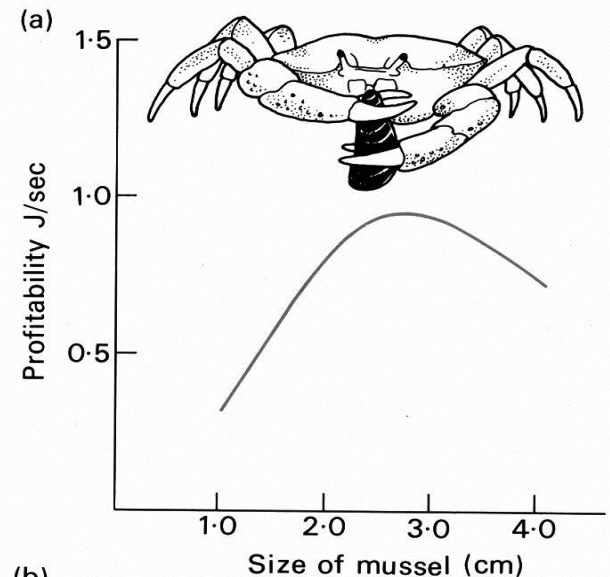 (a)
1·5
1·0
0·5
Profitability J/sec
1·0 2·0 3·0 4·0
Size of mussel (cm)
(b)